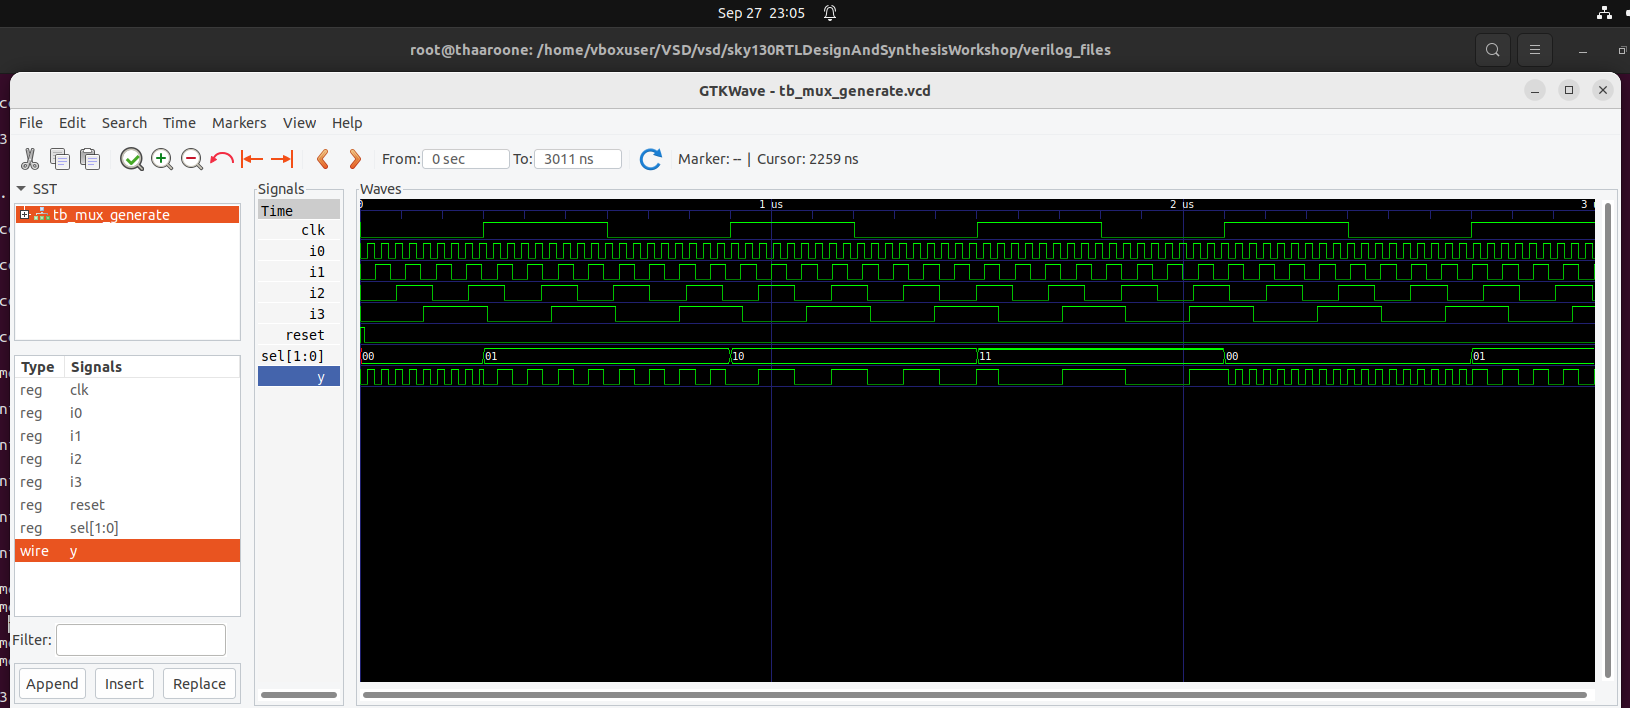 Sep 27 23:05
root@thaaroone: /home/vboxuser/VSD/vsd/sky130RTLDesignAndSynthesisWorkshop/verilog_files
GTKWave - tb_mux_generate.vcd
File Edit Search Time Markers View Help
From: 0 sec To: 3011 ns Marker: -- | Cursor: 2259 ns
SST
tb_mux_generate
Type Signals
reg clk
reg i0
reg i1
reg i2
reg i3
reg reset
reg sel[1:0]
wire y
Filter:
Append Insert Replace
Signals
Time
clk
i0
i1
i2
i3
reset
sel[1:0]
y
Waves
0 1 us 2 us 3
00 01 10 11 00 01